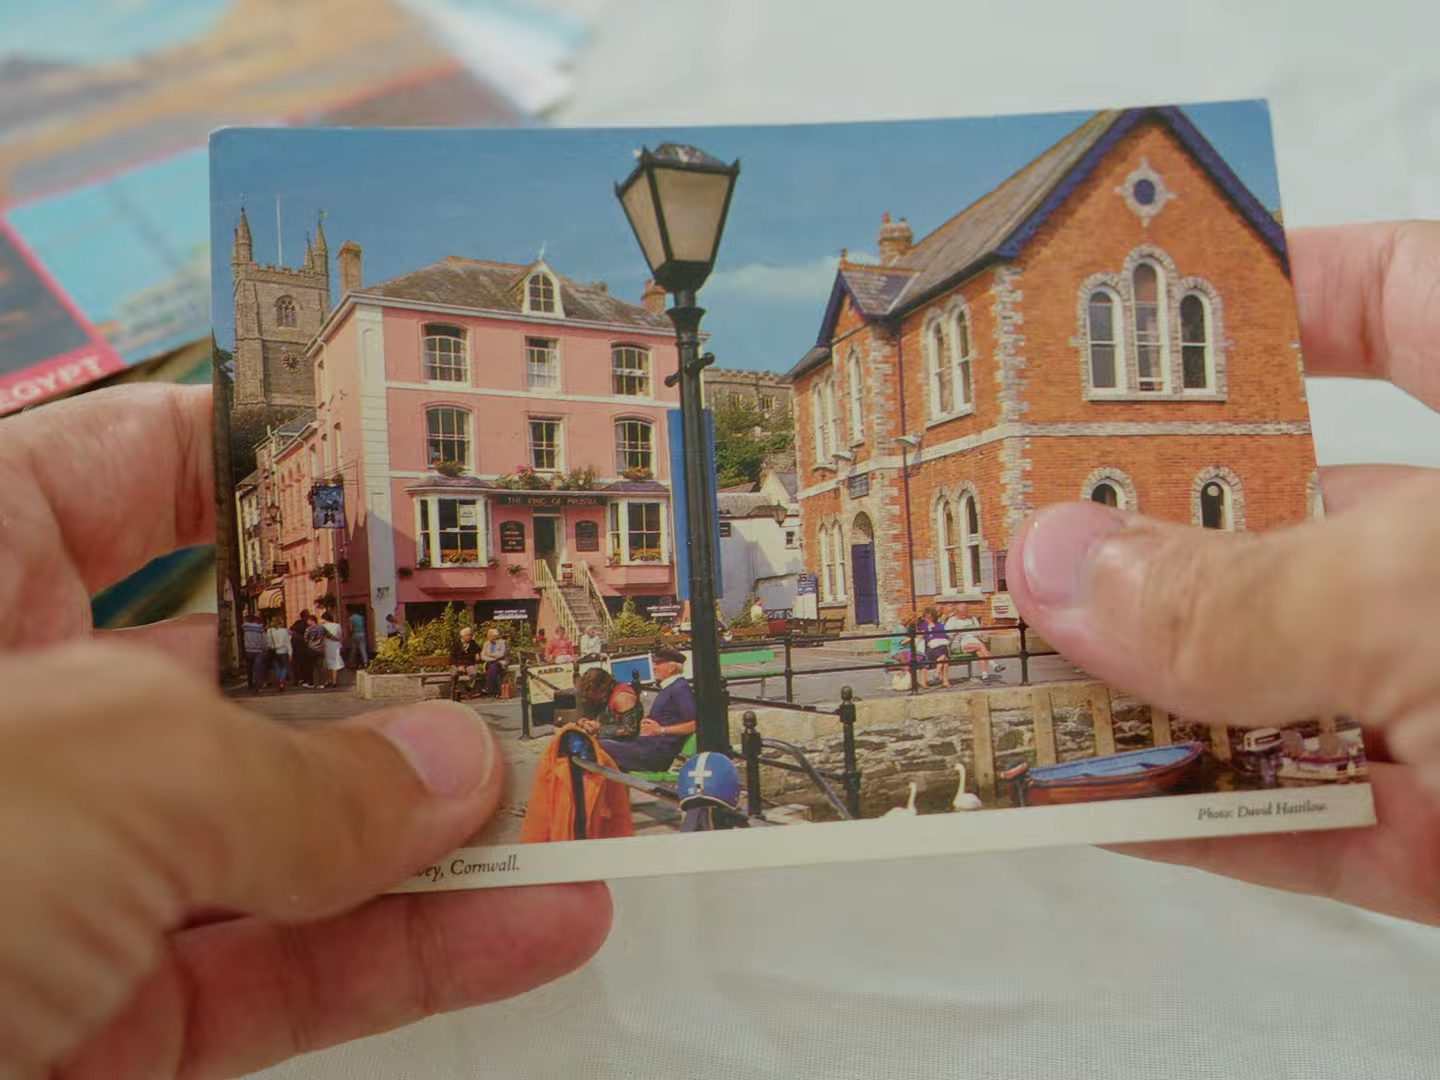 EGYPT
THE KING OF PRUSSIA
wey, Cornwall.
Photo: David Hastilow.